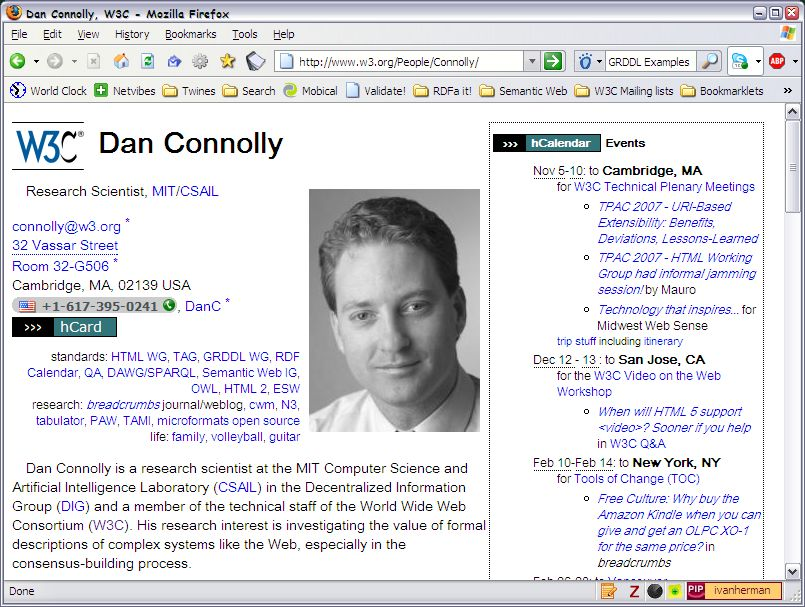 Dan Connolly, W3C - Mozilla Firefox
File Edit View History Bookmarks Tools Help
http://www.w3.org/People/Connolly/ GRDDL Examples ABP
World Clock Netvibes Twines Search Mobical Validate! RDFa it! Semantic Web W3C Mailing lists Bookmarklets »
W3C® Dan Connolly
Research Scientist, MIT/CSAIL
connolly@w3.org *
32 Vassar Street
Room 32-G506 *
Cambridge, MA, 02139 USA
+1-617-395-0241 , DanC *
>>> hCard
standards: HTML WG, TAG, GRDDL WG, RDF
Calendar, QA, DAWG/SPARQL, Semantic Web IG,
OWL, HTML 2, ESW
research: breadcrumbs journal/weblog, cwm, N3,
tabulator, PAW, TAMI, microformats open source
life: family, volleyball, guitar
Dan Connolly is a research scientist at the MIT Computer Science and
Artificial Intelligence Laboratory (CSAIL) in the Decentralized Information
Group (DIG) and a member of the technical staff of the World Wide Web
Consortium (W3C). His research interest is investigating the value of formal
descriptions of complex systems like the Web, especially in the
consensus-building process.
>>> hCalendar Events
Nov 5-10: to Cambridge, MA
for W3C Technical Plenary Meetings
TPAC 2007 - URI-Based
Extensibility: Benefits,
Deviations, Lessons-Learned
TPAC 2007 - HTML Working
Group had informal jamming
session! by Mauro
Technology that inspires... for
Midwest Web Sense
trip stuff including itinerary
Dec 12 - 13 : to San Jose, CA
for the W3C Video on the Web
Workshop
When will HTML 5 support
<video>? Sooner if you help
in W3C Q&A
Feb 10-Feb 14: to New York, NY
for Tools of Change (TOC)
Free Culture: Why buy the
Amazon Kindle when you can
give and get an OLPC XO-1
for the same price? in
breadcrumbs
Done Z PIP ivanherman